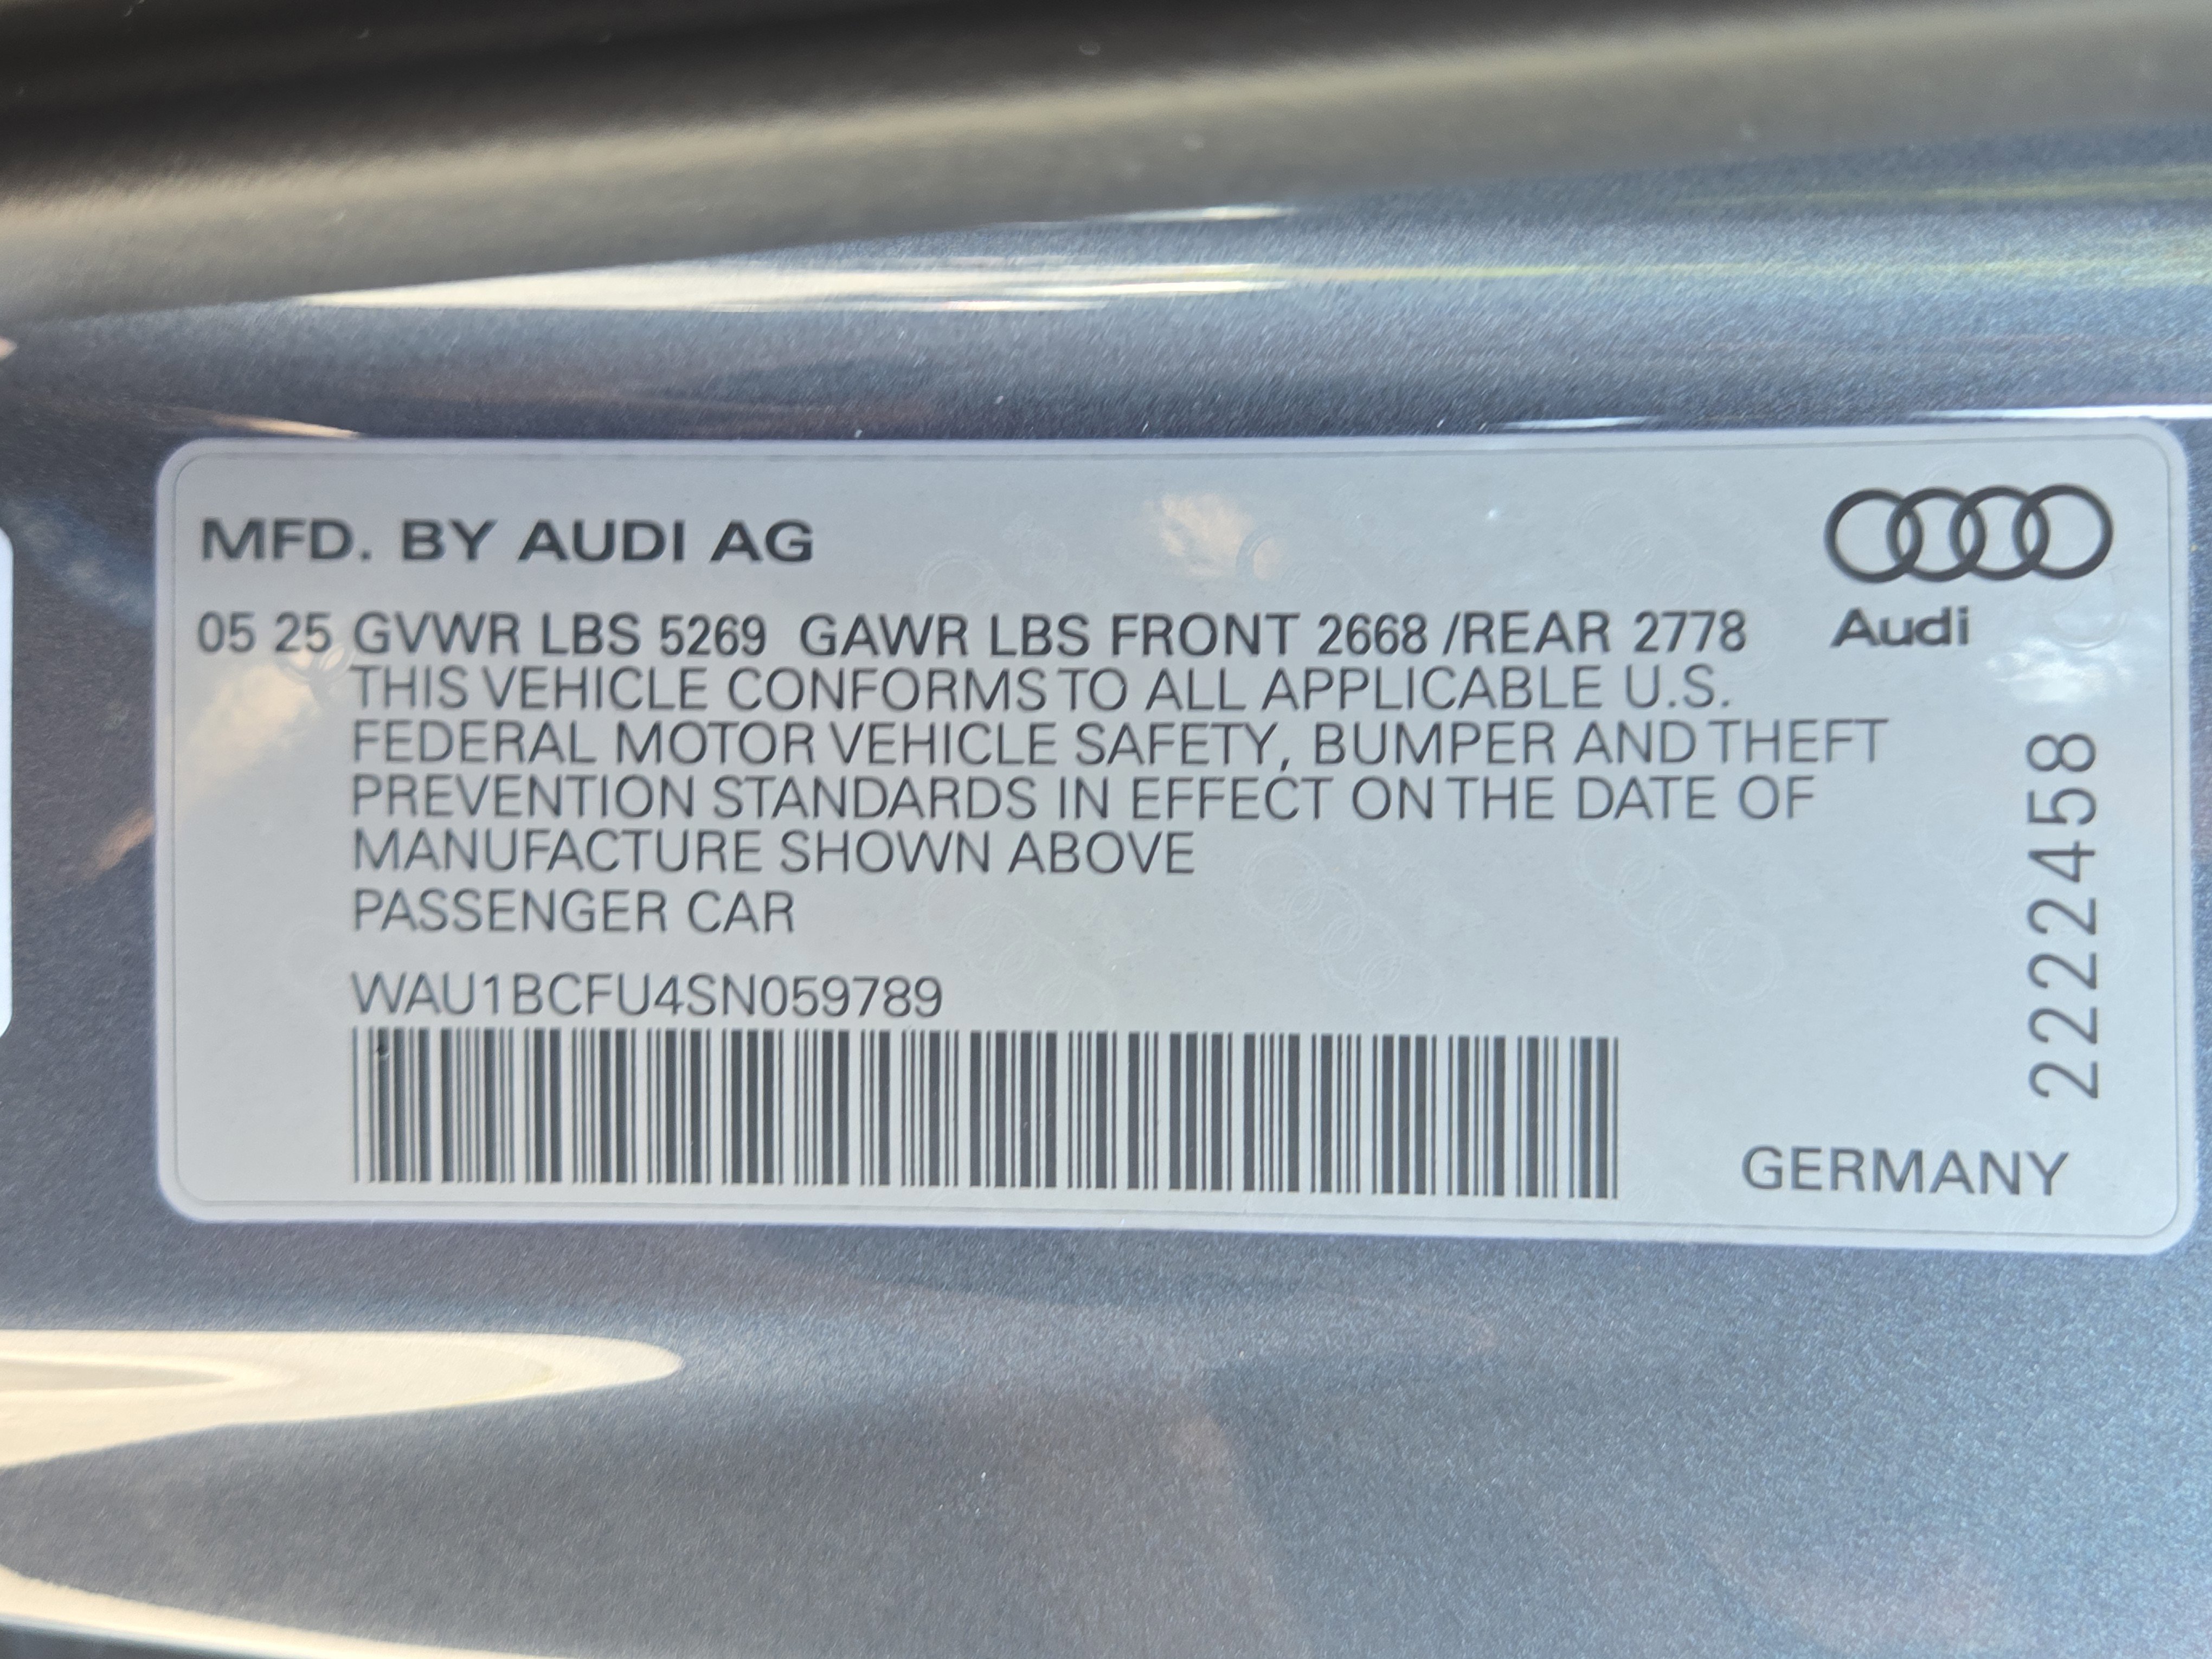 MFD. BY AUDI AG
Audi
05 25 GVWR LBS 5269 GAWR LBS FRONT 2668 /REAR 2778
THIS VEHICLE CONFORMS TO ALL APPLICABLE U.S.
FEDERAL MOTOR VEHICLE SAFETY, BUMPER AND THEFT
PREVENTION STANDARDS IN EFFECT ON THE DATE OF
MANUFACTURE SHOWN ABOVE
PASSENGER CAR
WAU1BCFU4SN059789
2222458
GERMANY